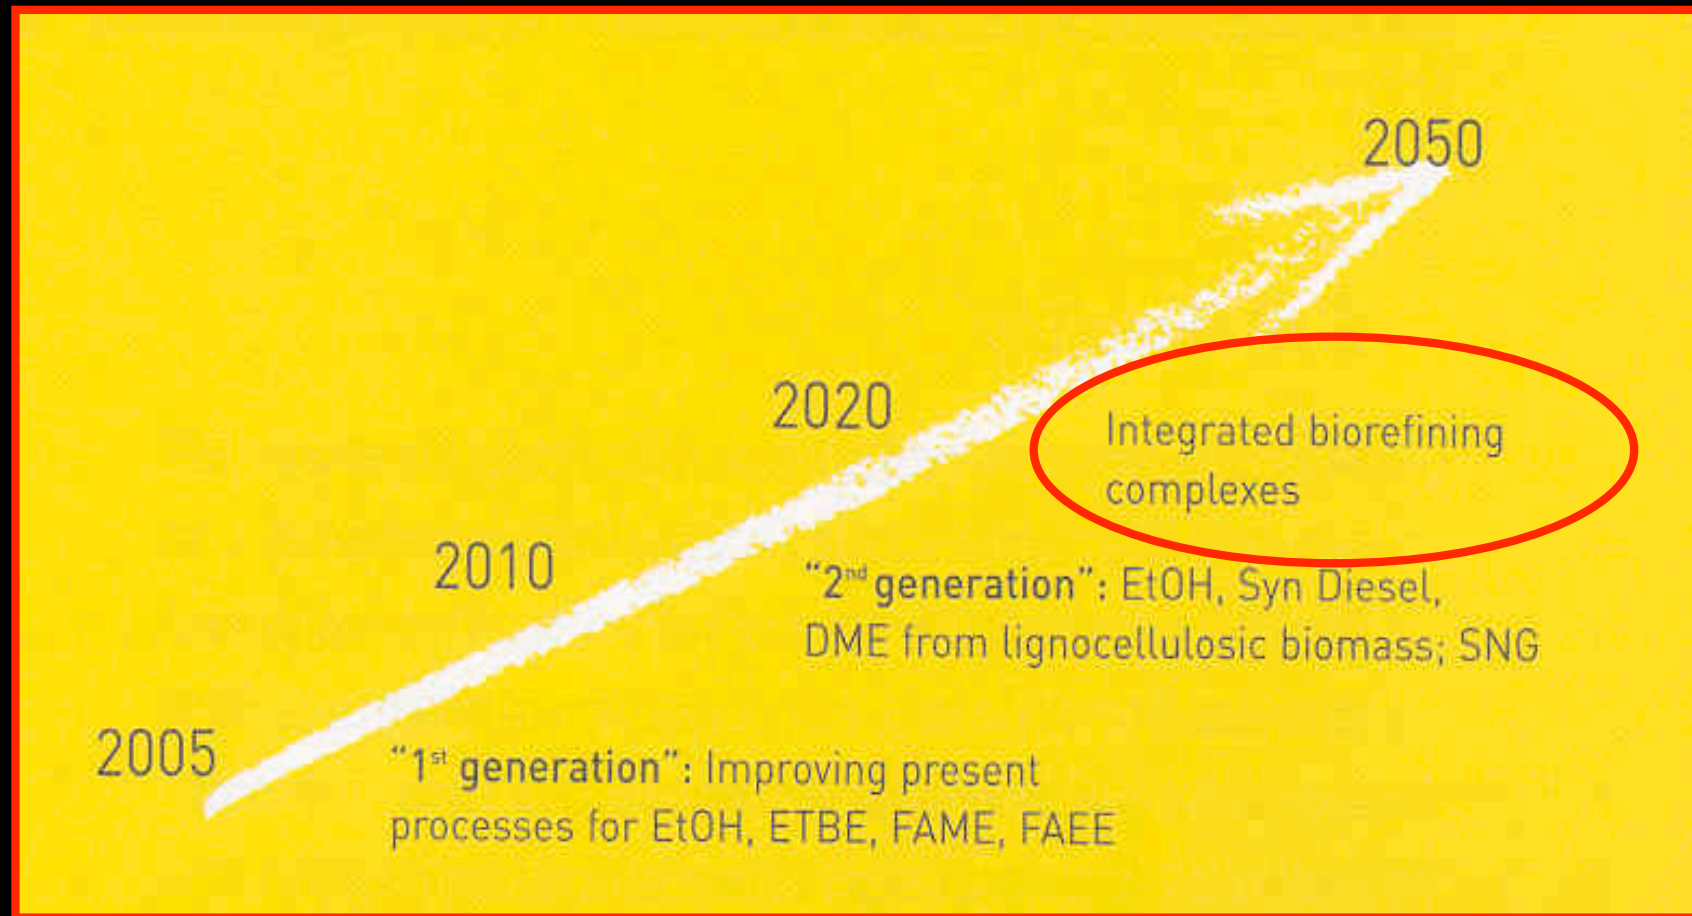 2050
2020
Integrated biorefining
complexes
2010
"2nd generation": EtOH, Syn Diesel,
DME from lignocellulosic biomass; SNG
2005
"1st generation": Improving present
processes for EtOH, ETBE, FAME, FAEE